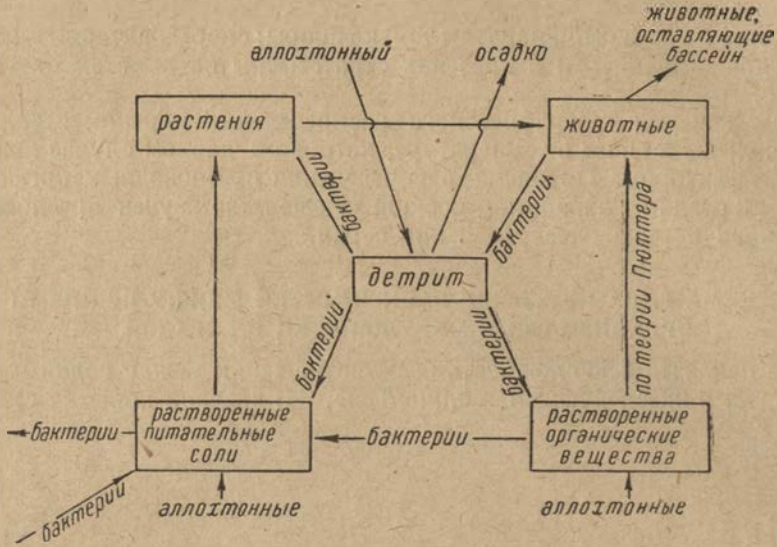 животные,
оставляющие
бассейн
аллохтонный
осадки
растения
животные
бактерии
бактерии
по теории Пюттера
детрит
бактерии
бактерии
растворенные
питательные
соли
бактерии
растворенные
органические
вещества
бактерии
бактерии
аллохтонные
аллохтонные